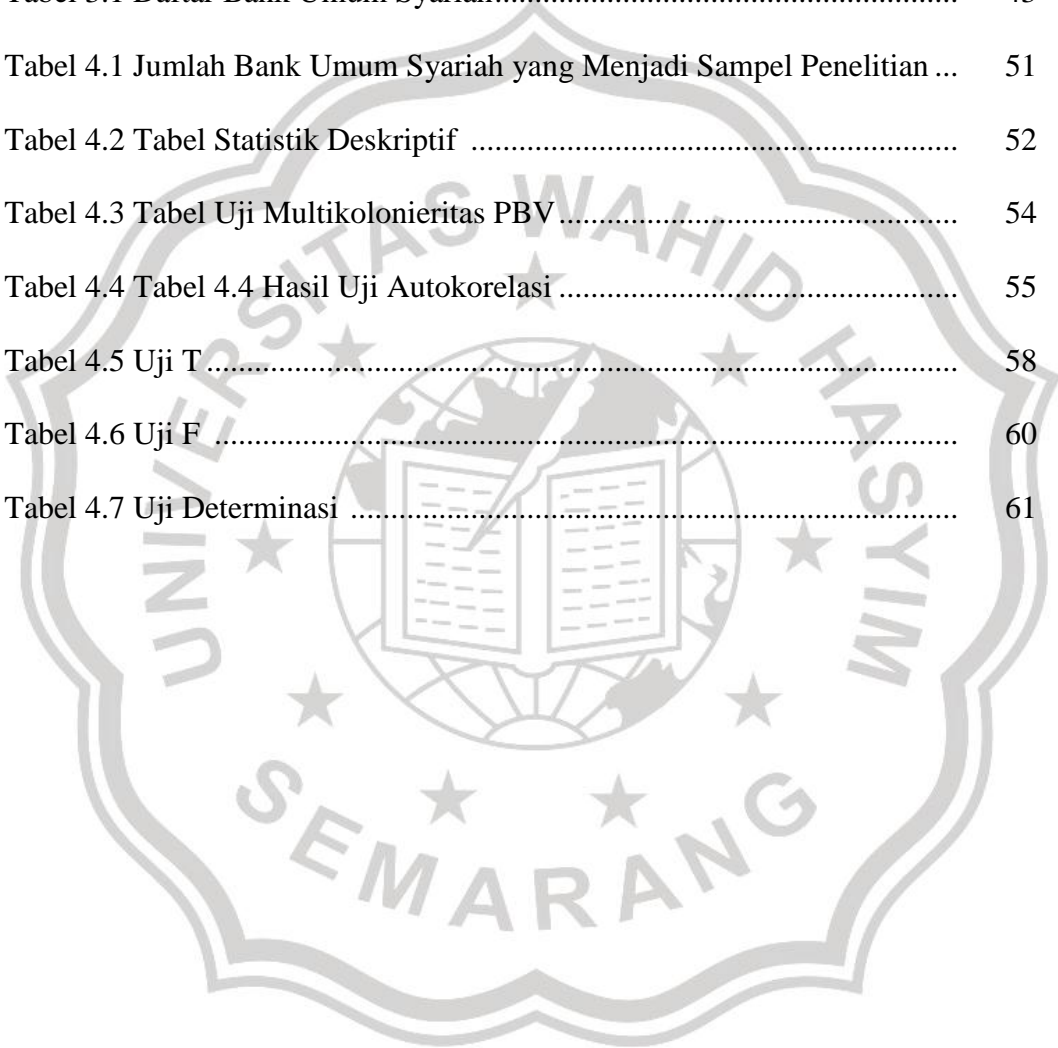 Tabel 4.1 Jumlah Bank Umum Syariah yang Menjadi Sampel Penelitian ... 51
Tabel 4.2 Tabel Statistik Deskriptif ........................................................................ 52
Tabel 4.3 Tabel Uji Multikolonieritas PBV ........................................................... 54
Tabel 4.4 Tabel 4.4 Hasil Uji Autokorelasi ........................................................... 55
Tabel 4.5 Uji T ................................................................................................ 58
Tabel 4.6 Uji F ................................................................................................ 60
Tabel 4.7 Uji Determinasi .................................................................................. 61
UNIVERSITAS WAHID HASYIM
SEMARANG